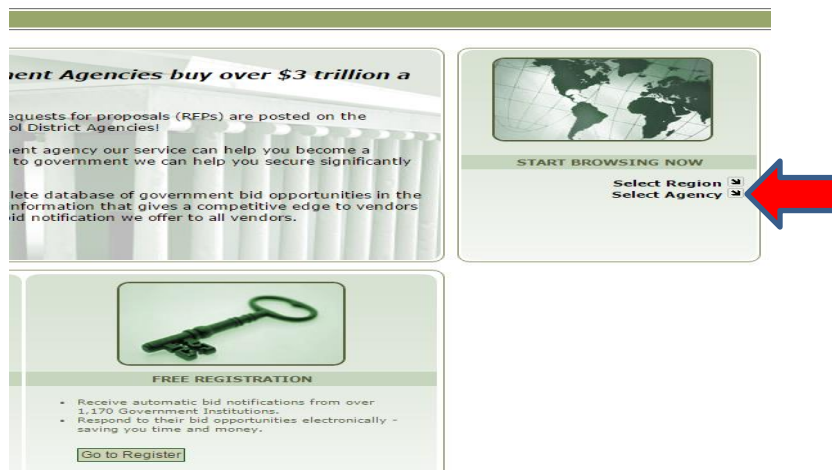 ent Agencies buy over $3 trillion a
equests for proposals (RFPs) are posted on the
ol District Agencies!
ent agency our service can help you become a
to government we can help you secure significantly
lete database of government bid opportunities in the
nformation that gives a competitive edge to vendors
id notification we offer to all vendors.
START BROWSING NOW
Select Region
Select Agency
FREE REGISTRATION
• Receive automatic bid notifications from over
1,170 Government Institutions.
• Respond to their bid opportunities electronically -
saving you time and money.
Go to Register